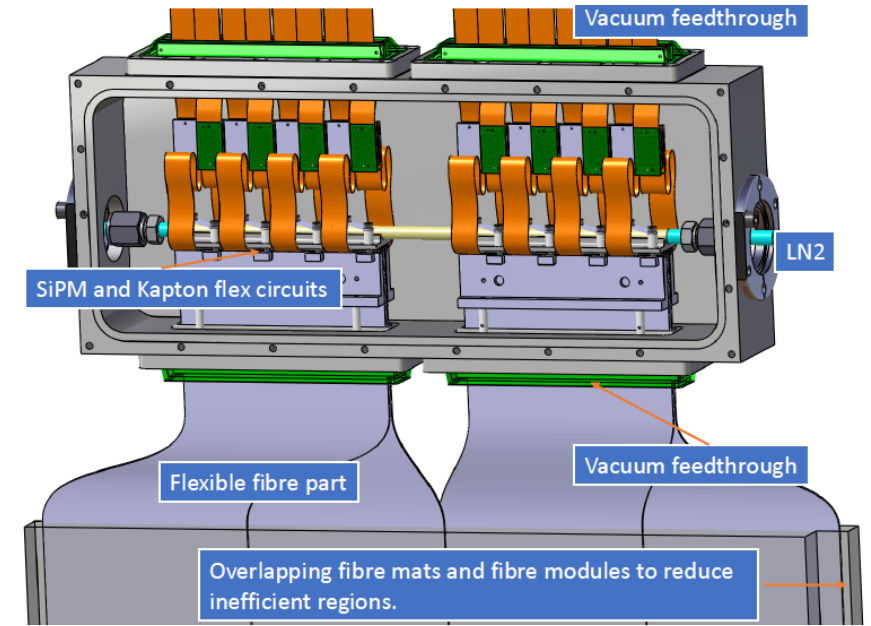 Vacuum feedthrough
LN2
SiPM and Kapton flex circuits
Vacuum feedthrough
Flexible fibre part
Overlapping fibre mats and fibre modules to reduce
inefficient regions.